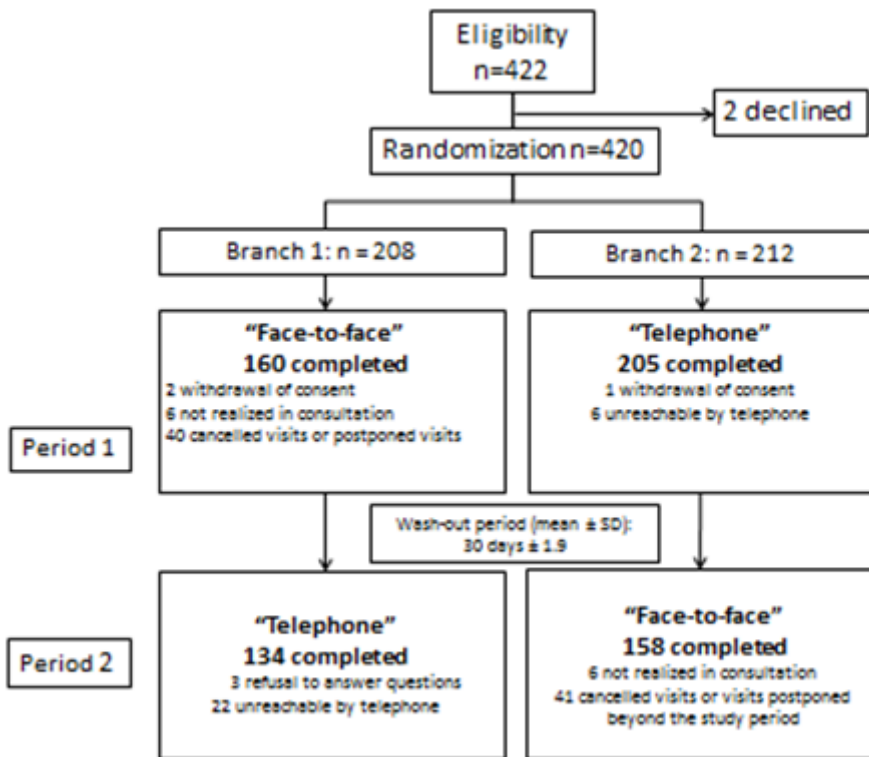 Eligibility
n=422
2 declined
Randomization n=420
Branch 1: n = 208
Branch 2: n = 212
Period 1
"Face-to-face"
160 completed
2 withdrawal of consent
6 not realized in consultation
40 cancelled visits or postponed visits
"Telephone"
205 completed
1 withdrawal of consent
6 unreachable by telephone
Wash-out period (mean ± SD):
30 days ± 1.9
Period 2
"Telephone"
134 completed
3 refusal to answer questions
22 unreachable by telephone
"Face-to-face"
158 completed
6 not realized in consultation
41 cancelled visits or visits postponed
beyond the study period